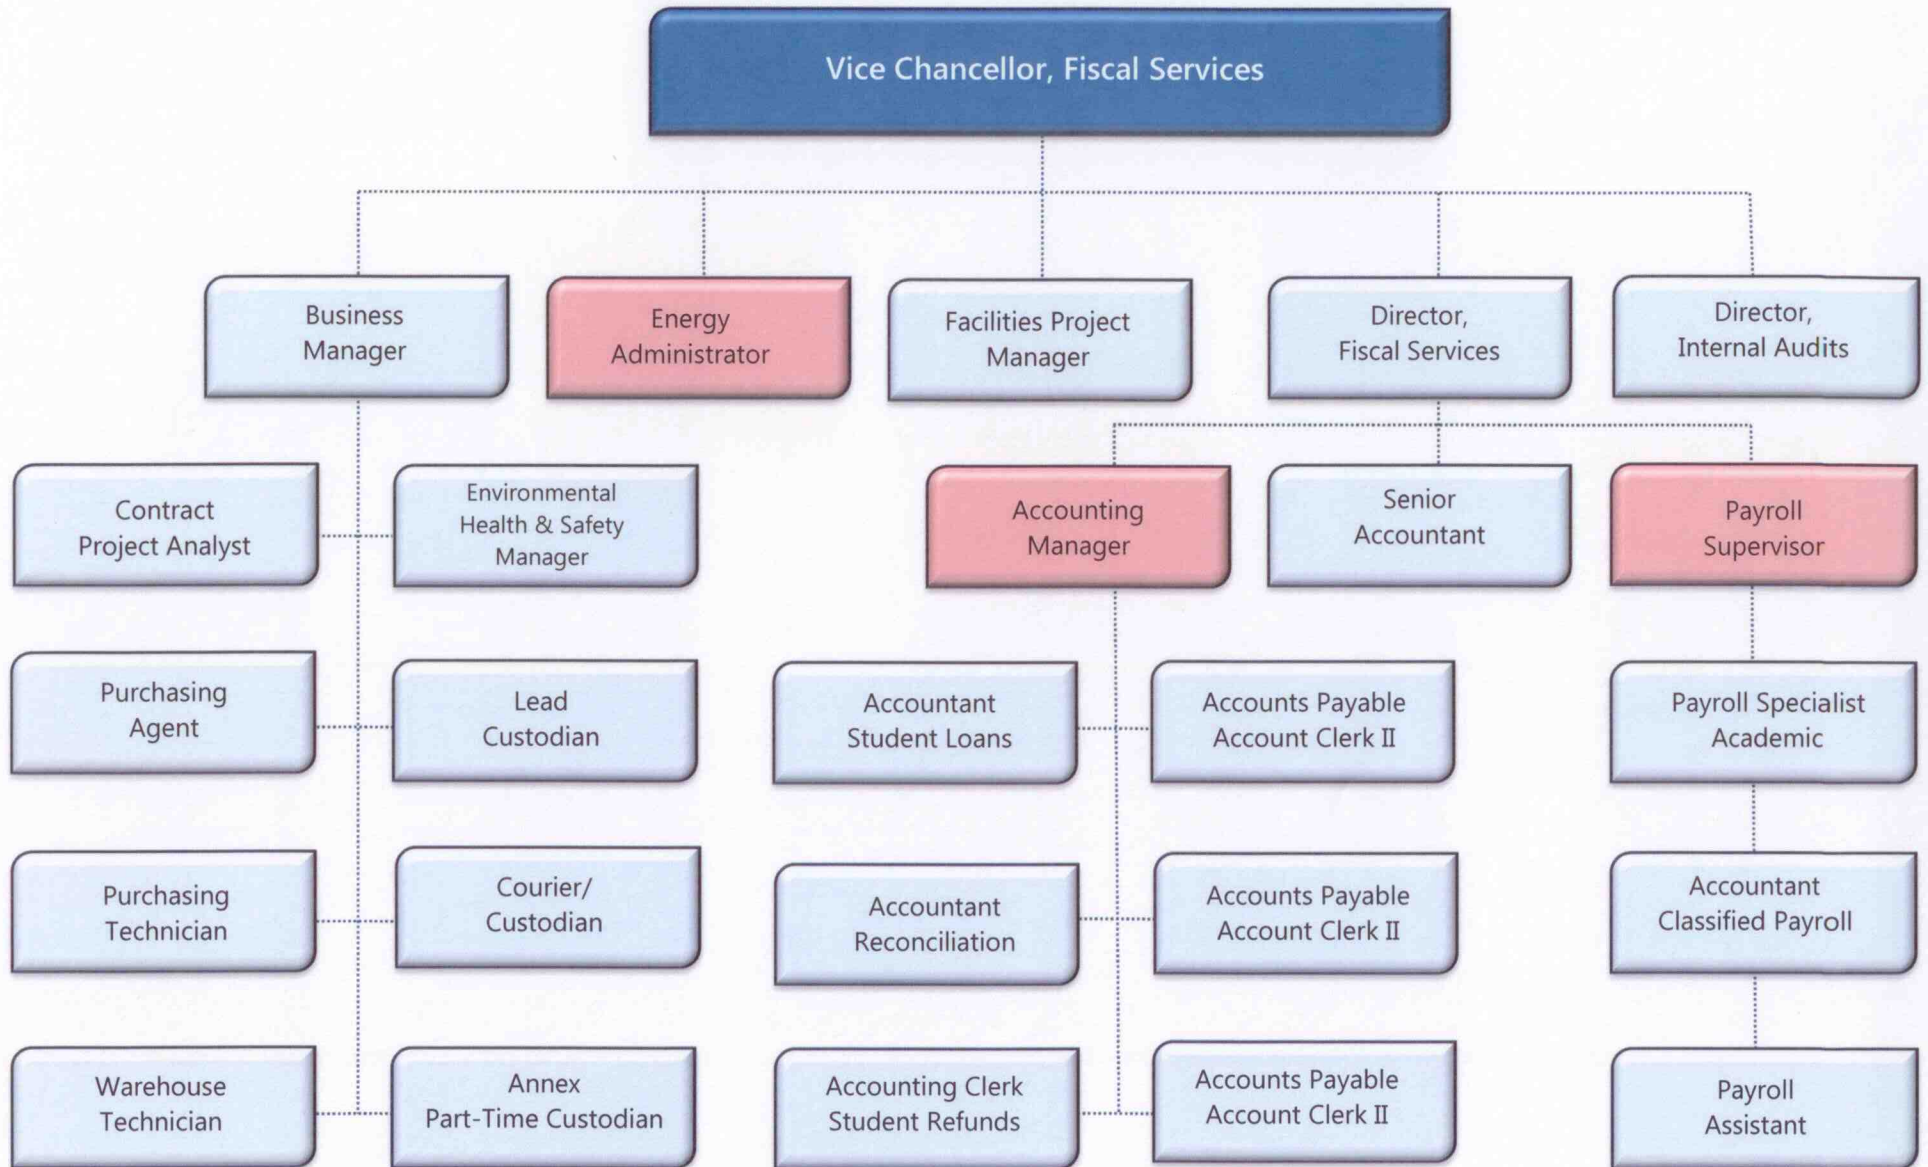 Vice Chancellor, Fiscal Services
Business
Manager
Energy
Administrator
Facilities Project
Manager
Director,
Fiscal Services
Director,
Internal Audits
Contract
Project Analyst
Environmental
Health & Safety
Manager
Accounting
Manager
Senior
Accountant
Payroll
Supervisor
Purchasing
Agent
Lead
Custodian
Accountant
Student Loans
Accounts Payable
Account Clerk II
Payroll Specialist
Academic
Purchasing
Technician
Courier/
Custodian
Accountant
Reconciliation
Accounts Payable
Account Clerk II
Accountant
Classified Payroll
Warehouse
Technician
Annex
Part-Time Custodian
Accounting Clerk
Student Refunds
Accounts Payable
Account Clerk II
Payroll
Assistant